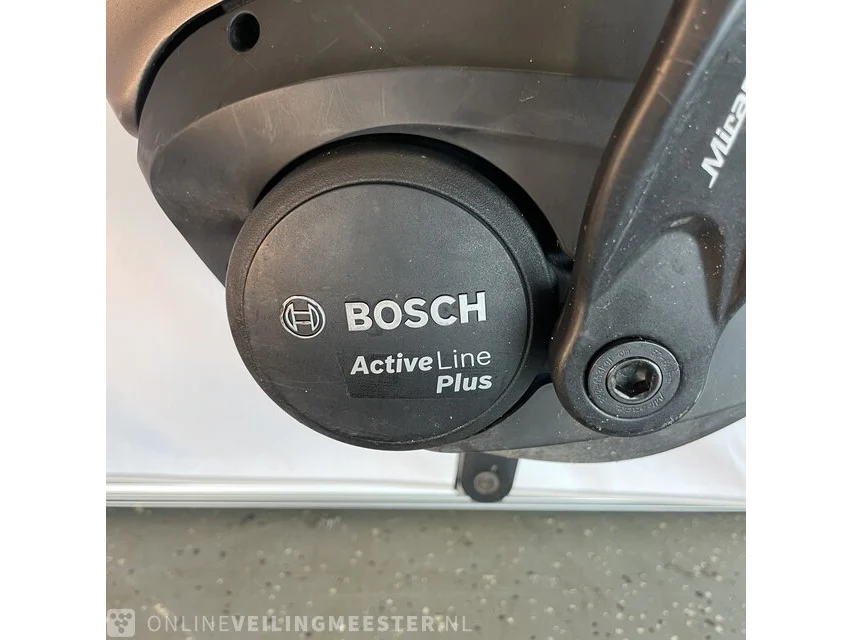 BOSCH
Active Line
Plus
ONLINEVEILINGMEESTER.NL